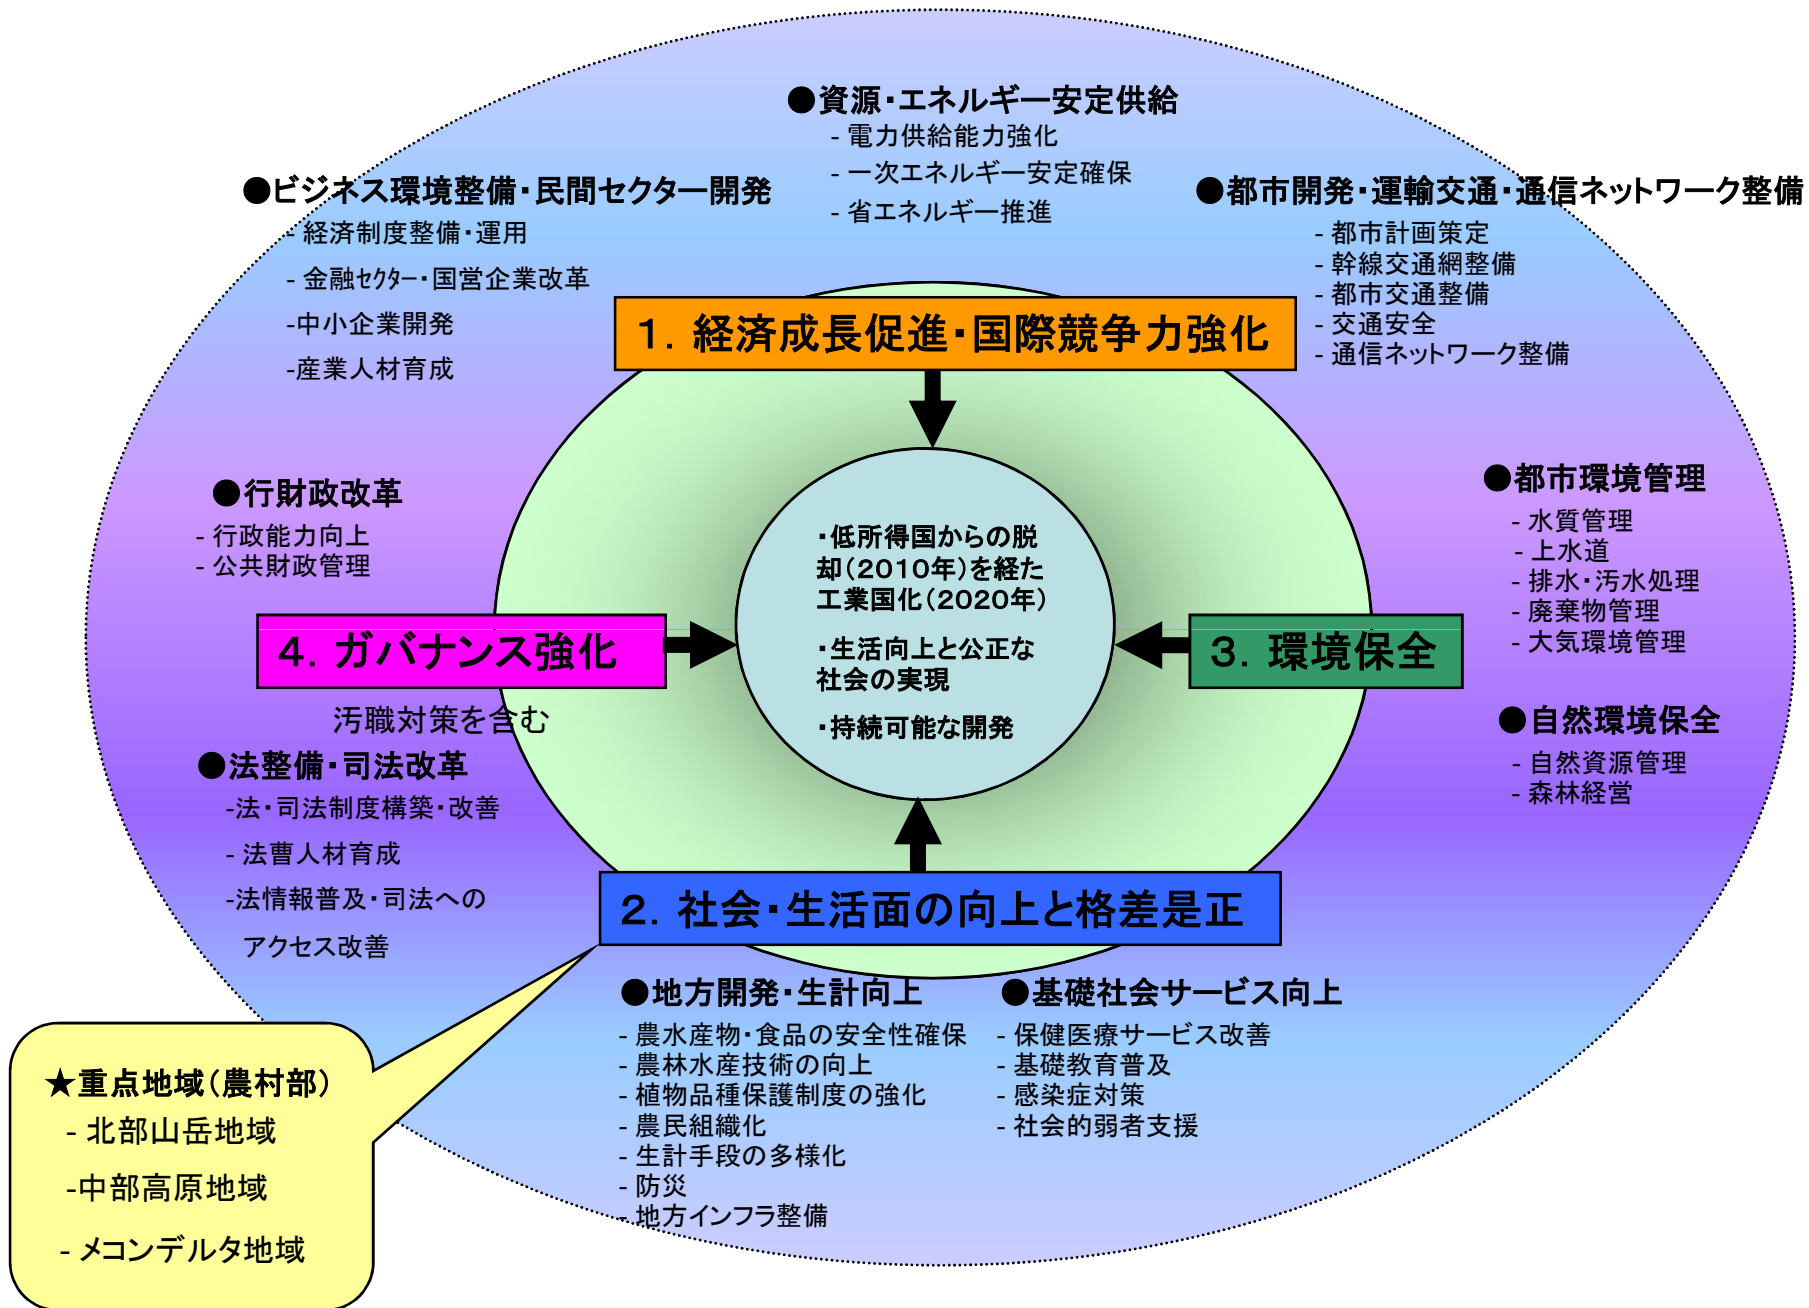 ●資源・エネルギー安定供給
- 電力供給能力強化
- 一次エネルギー安定確保
- 省エネルギー推進
●ビジネス環境整備・民間セクター開発
- 経済制度整備・運用
- 金融セクター・国営企業改革
-中小企業開発
-産業人材育成
●都市開発・運輸交通・通信ネットワーク整備
- 都市計画策定
- 幹線交通網整備
- 都市交通整備
- 交通安全
- 通信ネットワーク整備
1．経済成長促進・国際競争力強化
●行財政改革
- 行政能力向上
- 公共財政管理
4．ガバナンス強化
汚職対策を含む
●法整備・司法改革
-法・司法制度構築・改善
- 法曹人材育成
-法情報普及・司法への
アクセス改善
・低所得国からの脱
却（2010年）を経た
工業国化（2020年）
・生活向上と公正な
社会の実現
・持続可能な開発
●都市環境管理
- 水質管理
- 上水道
- 排水・汚水処理
- 廃棄物管理
- 大気環境管理
3．環境保全
●自然環境保全
- 自然資源管理
- 森林経営
2．社会・生活面の向上と格差是正
●地方開発・生計向上
- 農水産物・食品の安全性確保
- 農林水産技術の向上
- 植物品種保護制度の強化
- 農民組織化
- 生計手段の多様化
- 防災
- 地方インフラ整備
●基礎社会サービス向上
- 保健医療サービス改善
- 基礎教育普及
- 感染症対策
- 社会的弱者支援
★重点地域（農村部）
- 北部山岳地域
-中部高原地域
- メコンデルタ地域